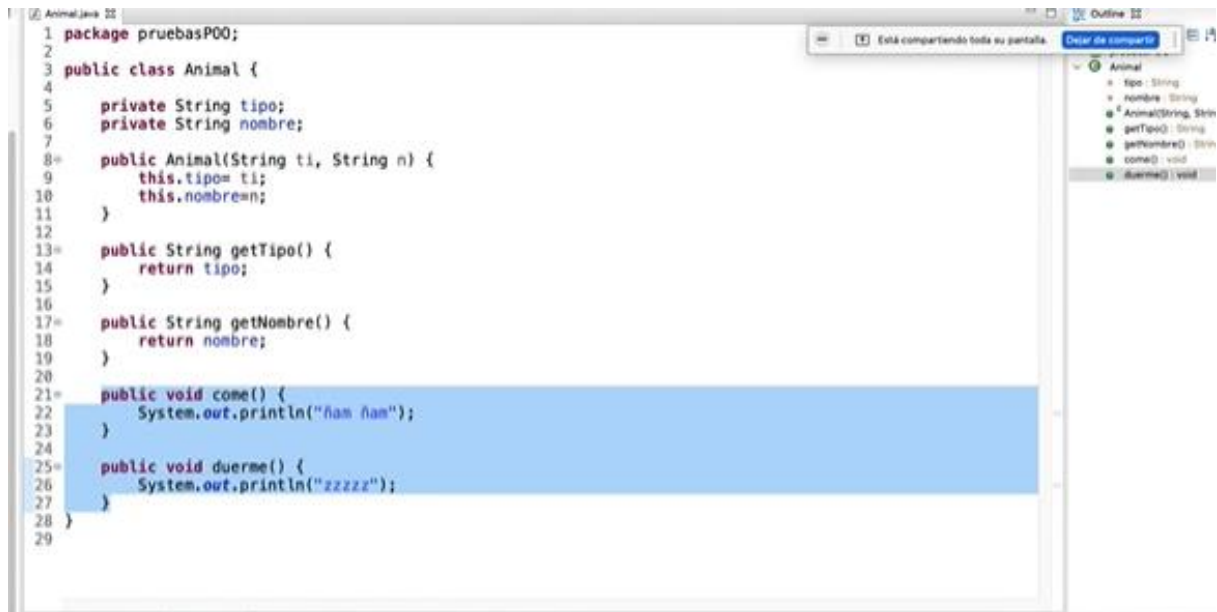 Animal.java
1 package pruebasPOO;
2
3 public class Animal {
4
5 private String tipo;
6 private String nombre;
7
8 public Animal(String ti, String n) {
9 this.tipo= ti;
10 this.nombre=n;
11 }
12
13 public String getTipo() {
14 return tipo;
15 }
16
17 public String getNombre() {
18 return nombre;
19 }
20
21 public void come() {
22 System.out.println("ñam ñam");
23 }
24
25 public void duerme() {
26 System.out.println("zzzzz");
27 }
28 }
29
Está compartiendo toda su pantalla. Dejar de compartir
Outline
Animal
tipo : String
nombre : String
Animal(String, Strin
getTipo() : String
getNombre() : Strin
come() : void
duerme() : void